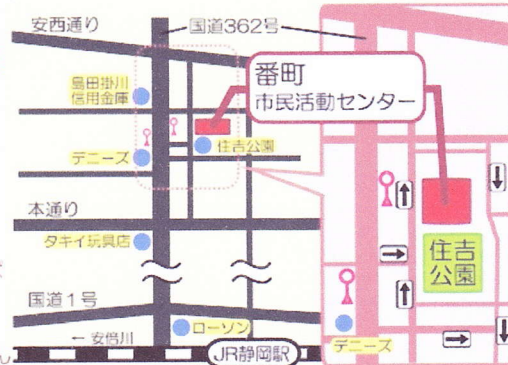 安西通り
国道362号
島田掛川
信用金庫
番町
市民活動センター
デニーズ
住吉公園
本通り
タキイ玩具店
住吉
公園
国道1号
ローソン
デニーズ
← 安倍川
JR静岡駅